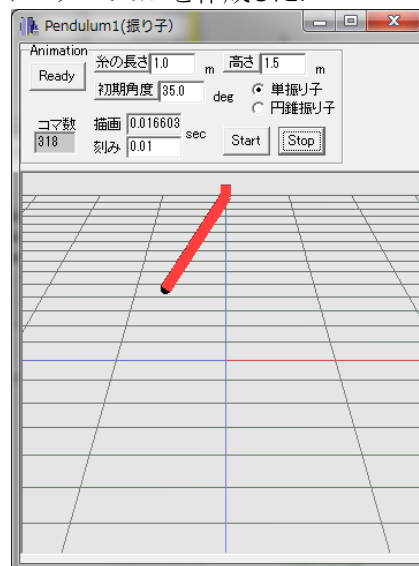 Pendulum1(振り子)
Animation
Ready
糸の長さ 1.0 m 高さ 1.5 m
初期角度 35.0 deg
単振り子
円錐振り子
コマ数
318
描画 0.016603
刻み 0.01
sec
Start
Stop